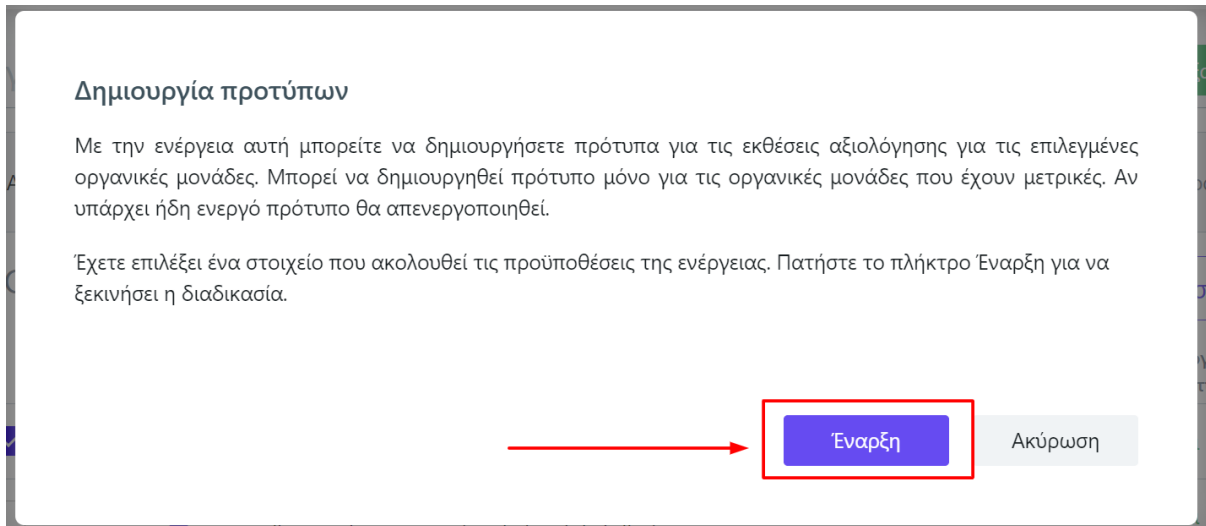 Δημιουργία προτύπων
Με την ενέργεια αυτή μπορείτε να δημιουργήσετε πρότυπα για τις εκθέσεις αξιολόγησης για τις επιλεγμένες
οργανικές μονάδες. Μπορεί να δημιουργηθεί πρότυπο μόνο για τις οργανικές μονάδες που έχουν μετρικές. Αν
υπάρχει ήδη ενεργό πρότυπο θα απενεργοποιηθεί.
Έχετε επιλέξει ένα στοιχείο που ακολουθεί τις προϋποθέσεις της ενέργειας. Πατήστε το πλήκτρο Έναρξη για να
ξεκινήσει η διαδικασία.
Έναρξη Ακύρωση